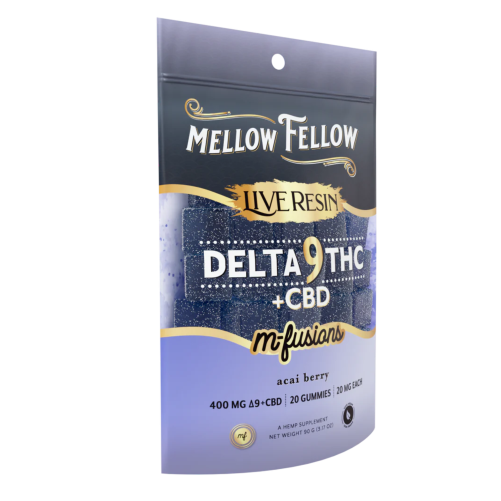 MELLOW FELLOW
LIVE RESIN
DELTA 9 THC
+CBD
m-fusions
acai berry
400 MG Δ9+CBD | 20 GUMMIES | 20 MG EACH
mf
A HEMP SUPPLEMENT
NET WEIGHT 90 G (3.17 OZ)